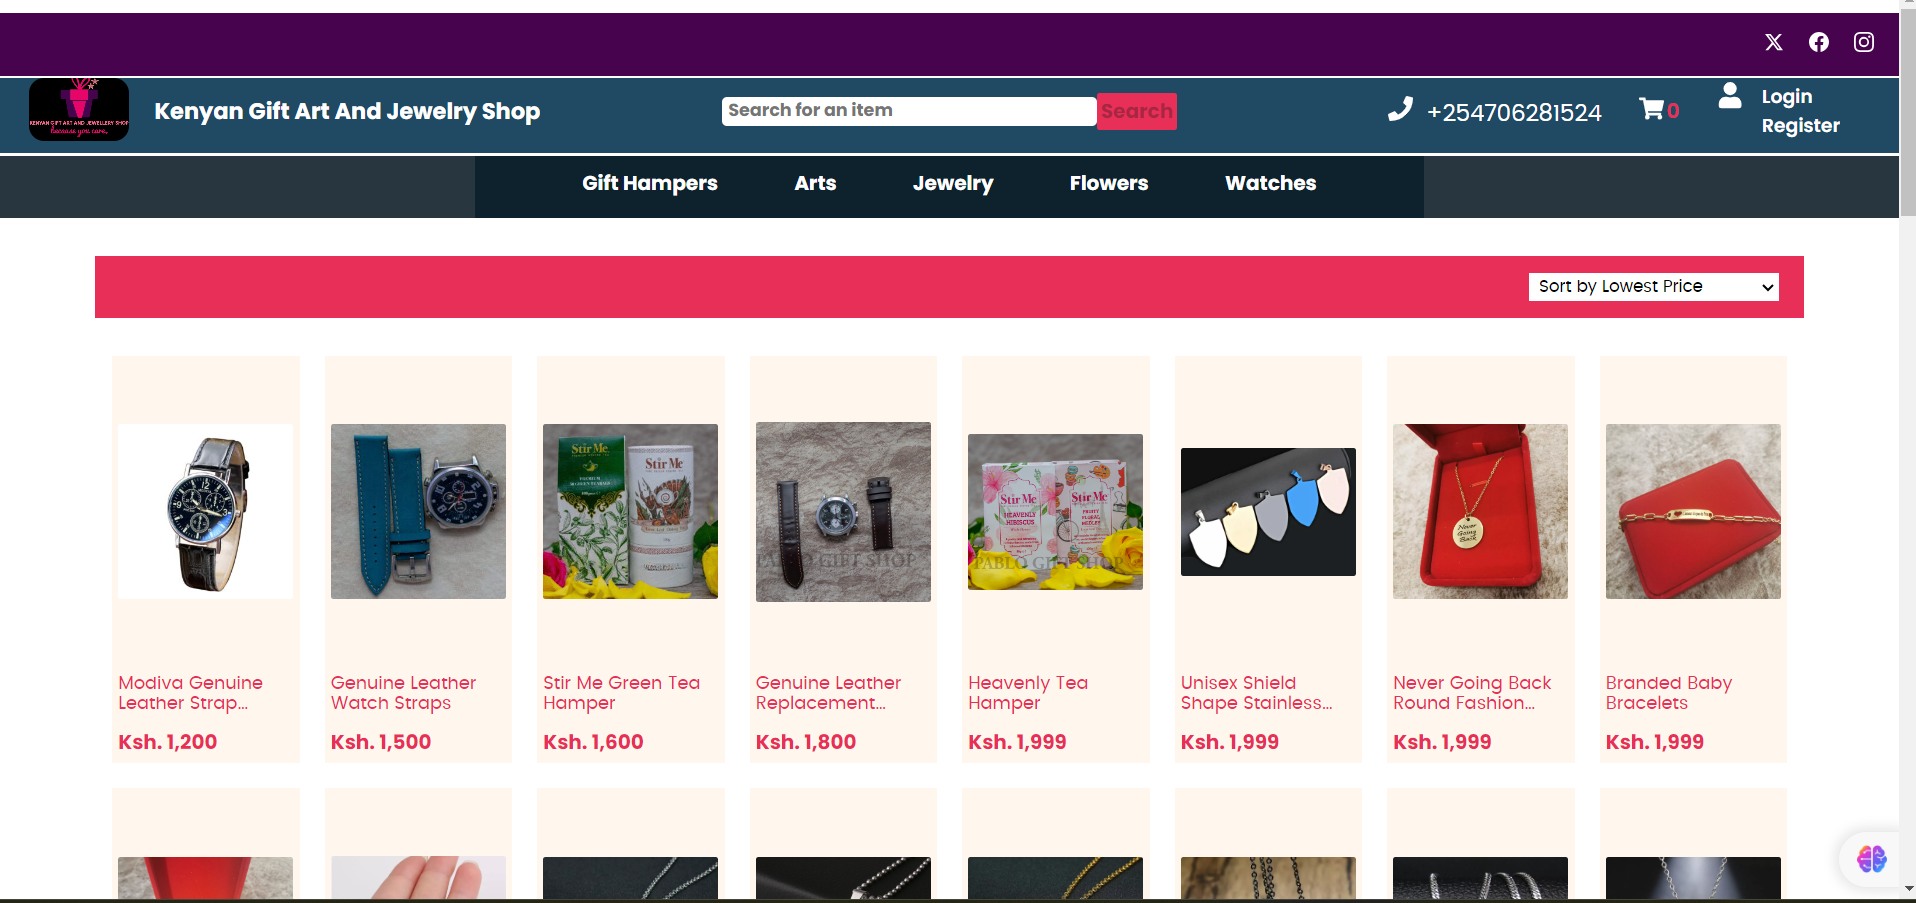 KENYAN GIFT ART AND JEWELLERY SHOP
because you care.
Kenyan Gift Art And Jewelry Shop
Search for an item
Search
+254706281524
0
Login
Register
Gift Hampers
Arts
Jewelry
Flowers
Watches
Sort by Lowest Price
Stir Me
PREMIUM
Stir Me
PABLO GIFT SHOP
Stir Me
HEAVENLY
HIBISCUS
Stir Me
FRUITY
FLORAL
MEDLEY
PABLO GIFT SHOP
Never
Going
Back
Modiva Genuine
Leather Strap...
Ksh. 1,200
Genuine Leather
Watch Straps
Ksh. 1,500
Stir Me Green Tea
Hamper
Ksh. 1,600
Genuine Leather
Replacement...
Ksh. 1,800
Heavenly Tea
Hamper
Ksh. 1,999
Unisex Shield
Shape Stainless...
Ksh. 1,999
Never Going Back
Round Fashion...
Ksh. 1,999
Branded Baby
Bracelets
Ksh. 1,999